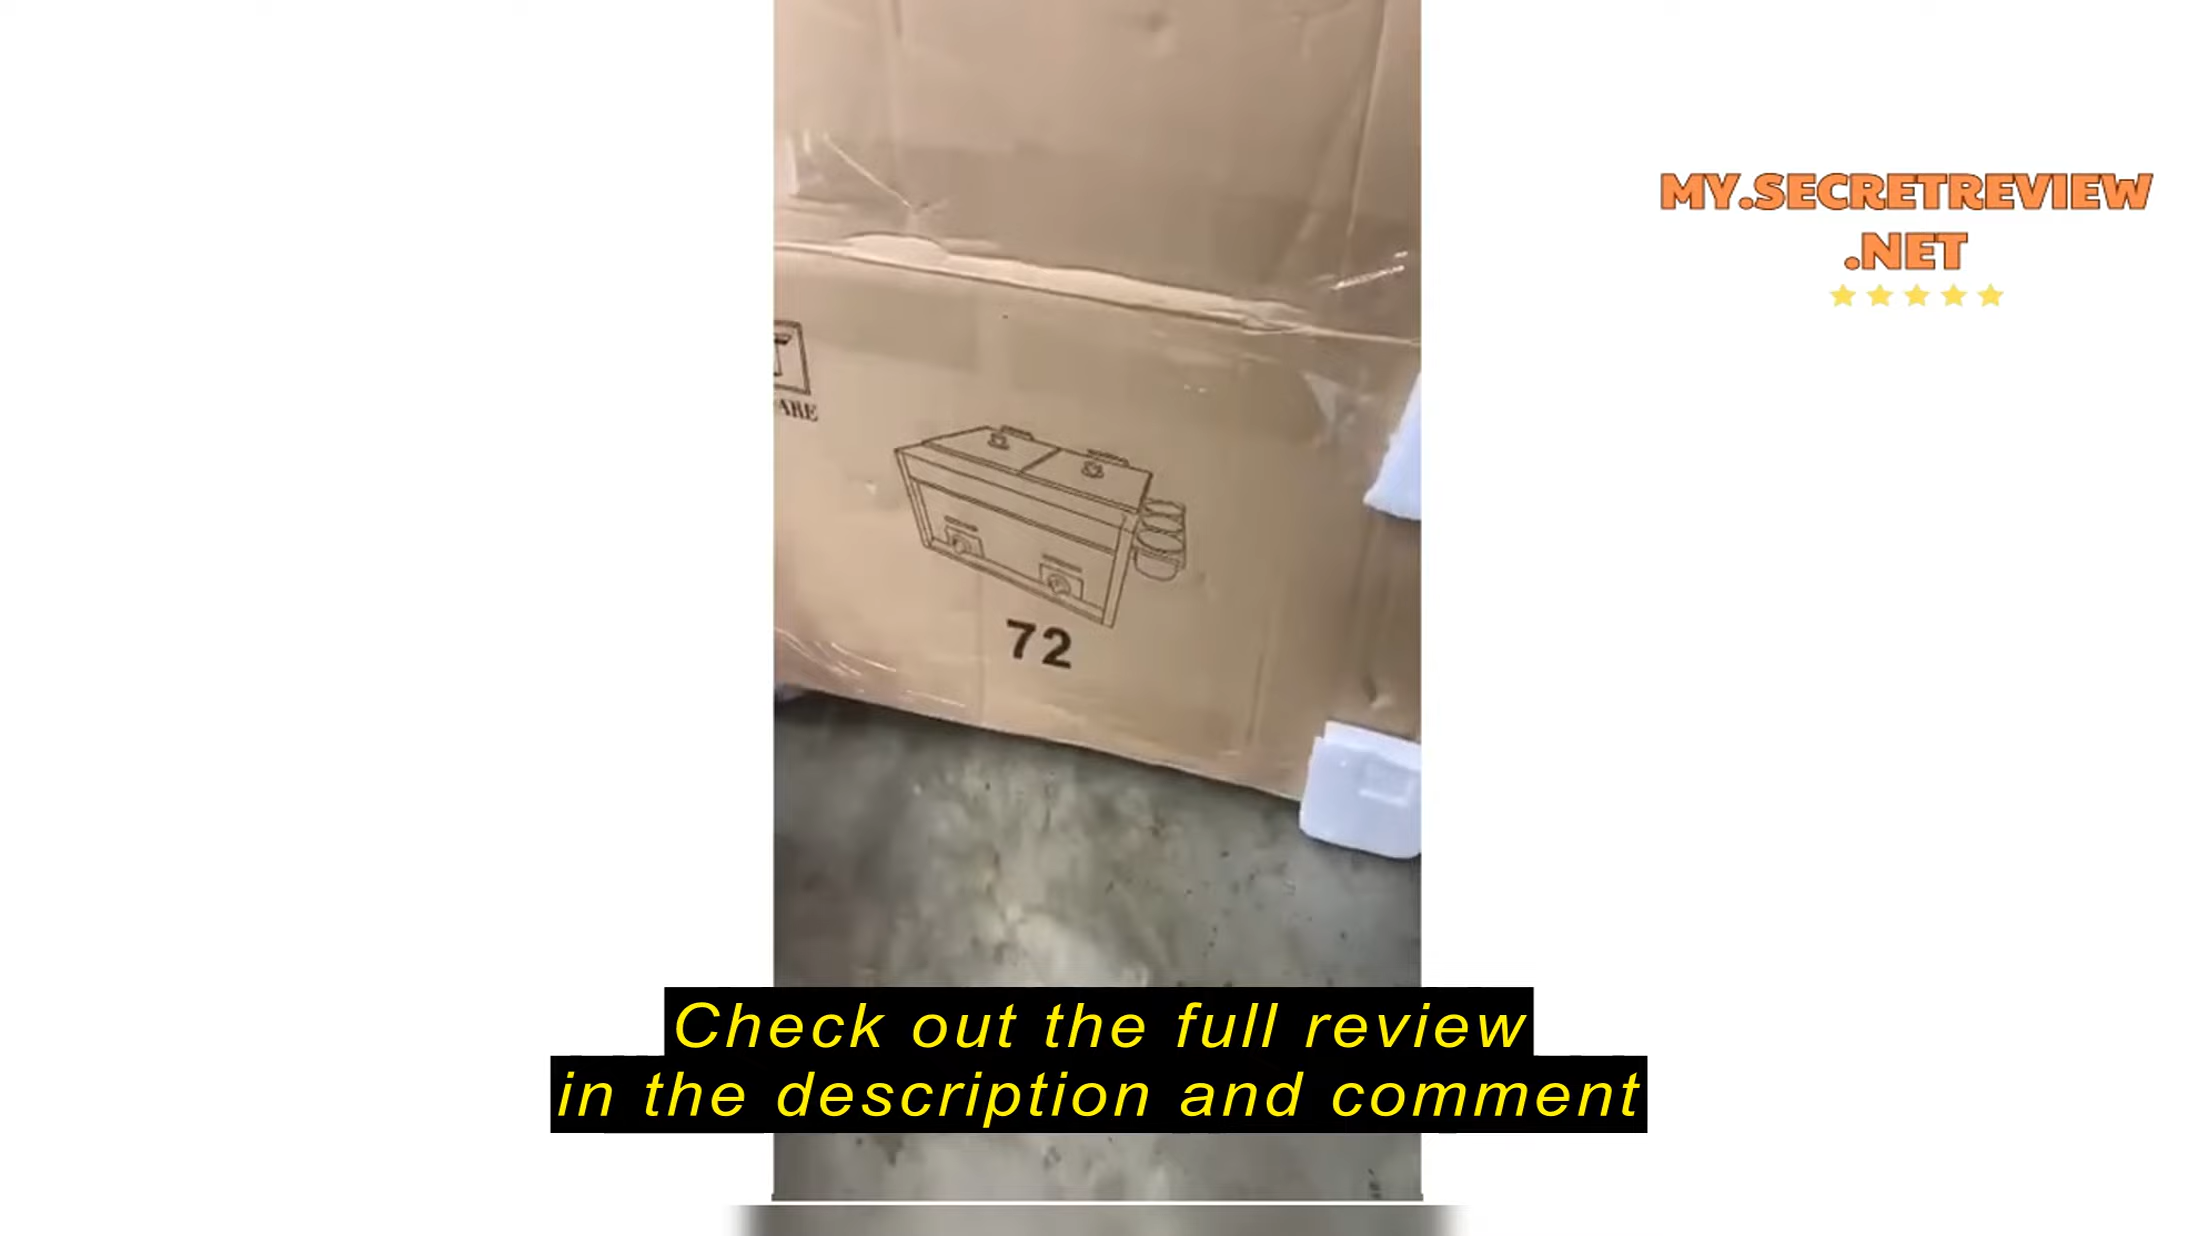 MY.SECRETREVIEW
.NET
72
Check out the full review
in the description and comment